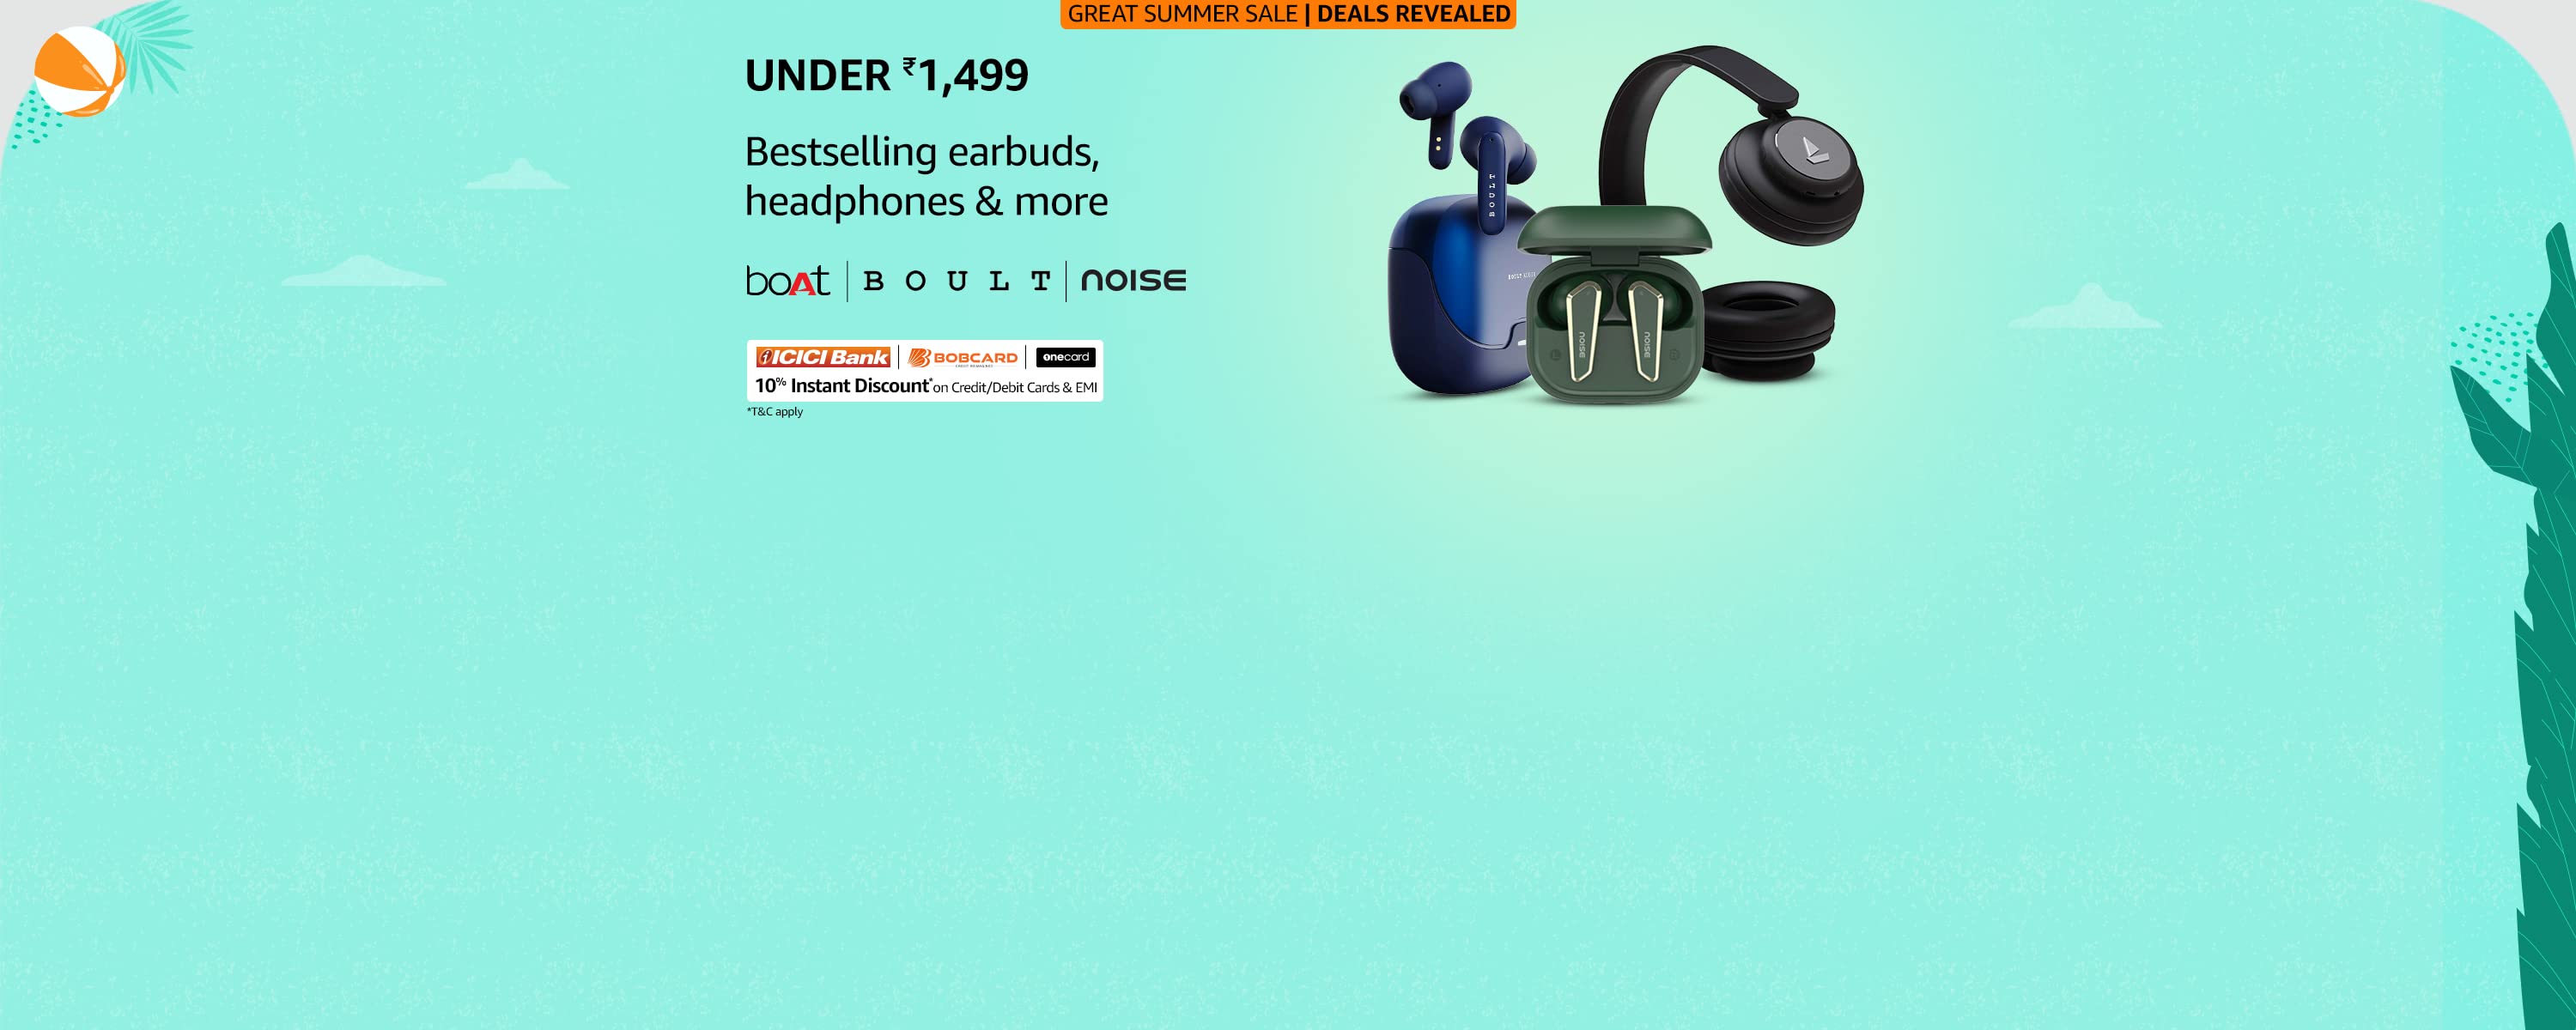 GREAT SUMMER SALE | DEALS REVEALED
UNDER ₹1,499
Bestselling earbuds,
headphones & more
boAt | BOULT | noise
ICICI Bank | BOBCARD | onecard
10% Instant Discount* on Credit/Debit Cards & EMI
*T&C apply
BOULT
noise
noise